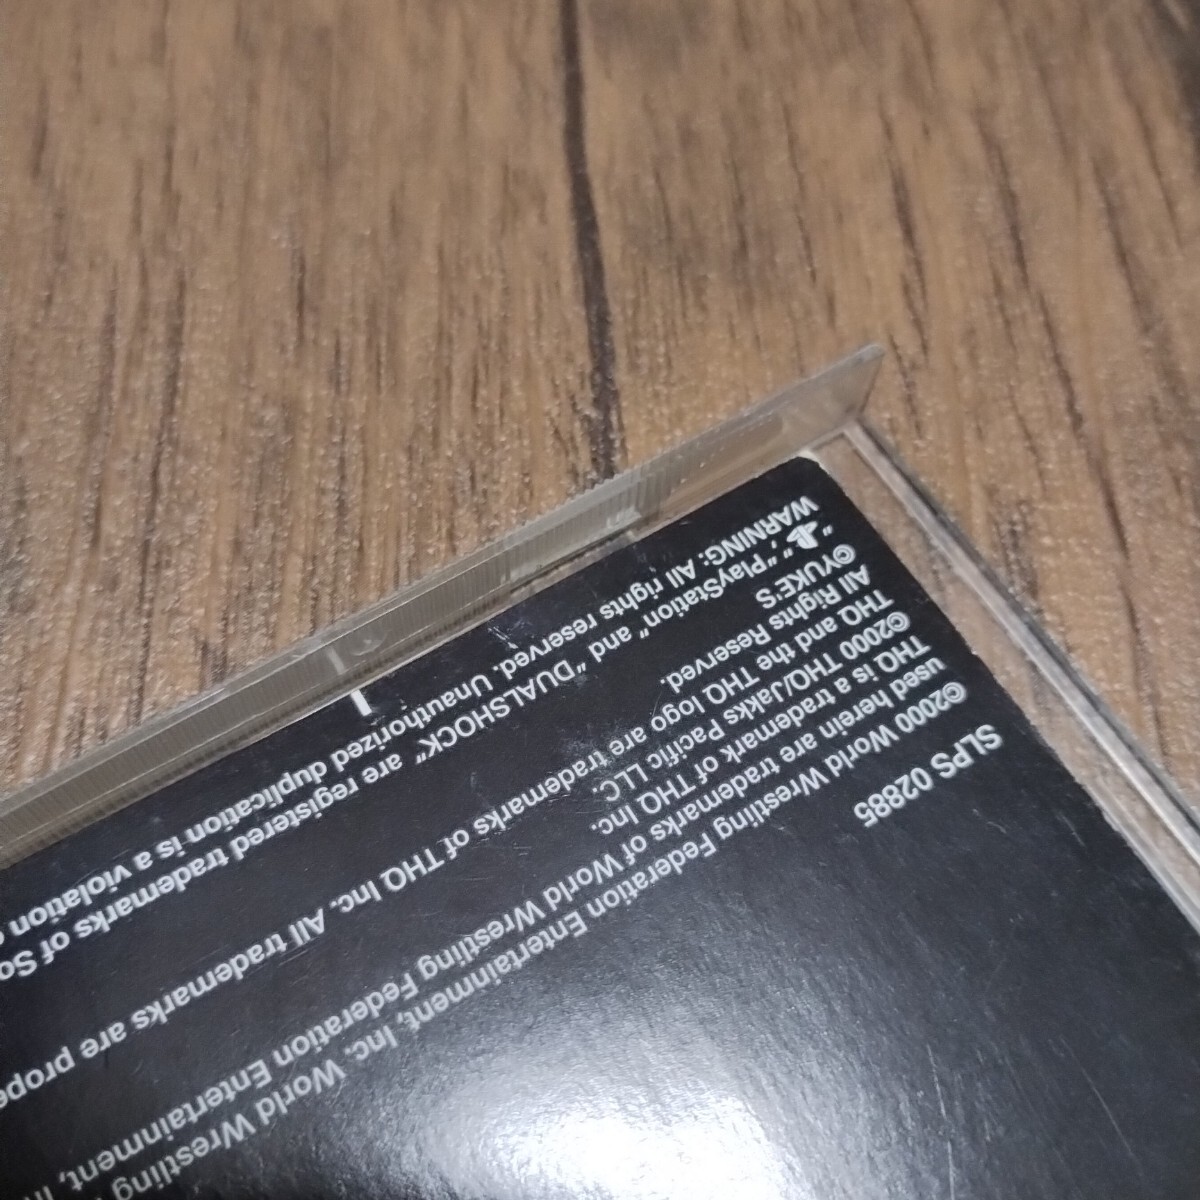 SLPS 02885
©2000 World Wrestling Federation Entertainment, Inc. World Wrestling
used herein are trademarks of World Wrestling Federation Entertainment,
THQ is a trademark of THQ Inc.
©2000 THQ/Jakks Pacific LLC.
THQ and the THQ logo are trademarks of THQ Inc. All trademarks are
All Rights Reserved.
©YUKE'S
" ", "PlayStation" and "DUALSHOCK" are registered trademarks of
WARNING: All rights reserved. Unauthorized duplication is a violation